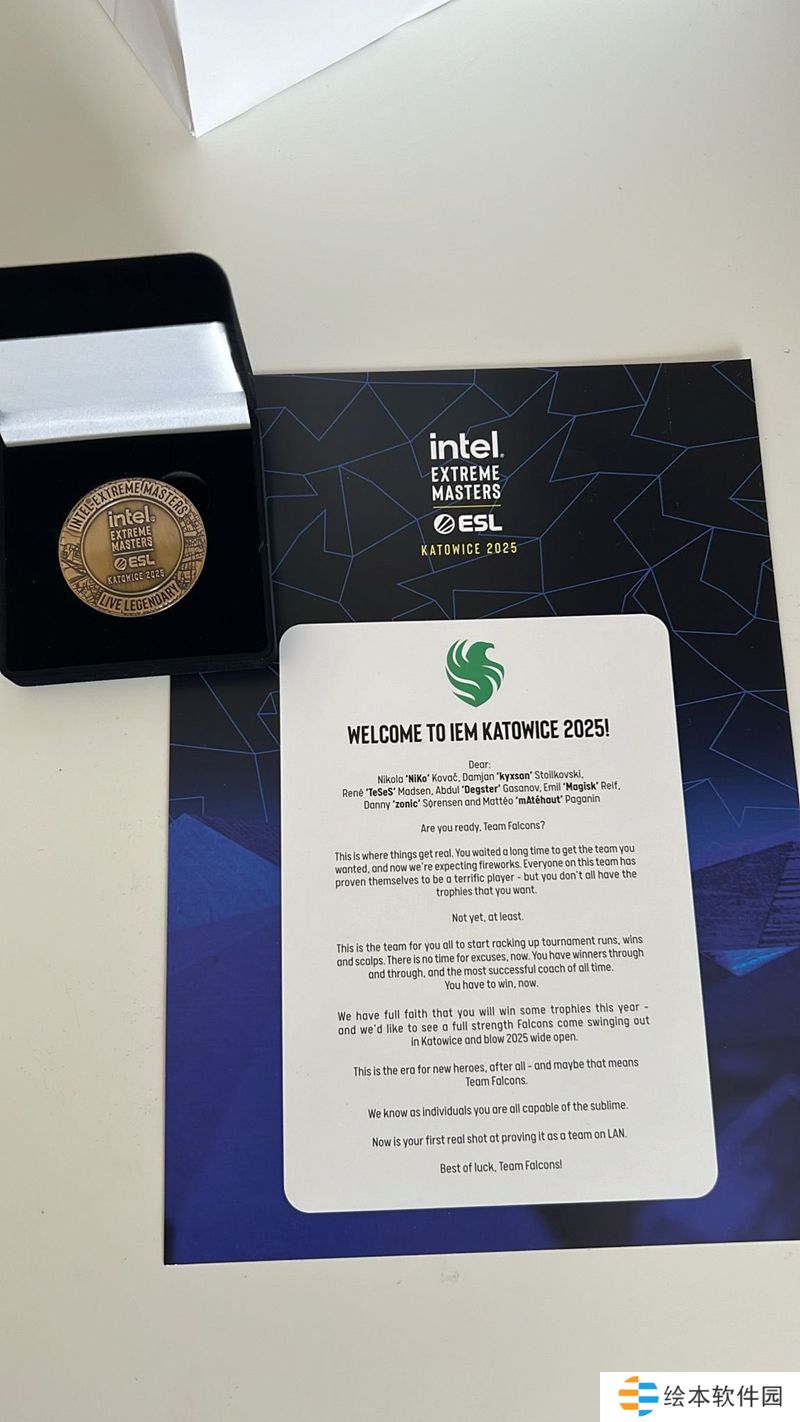 INTEL EXTREME MASTERS
intel.
EXTREME
MASTERS
ESL
KATOWICE 2025
LIVE LEGENDARY
intel.
EXTREME
MASTERS
ESL
KATOWICE 2025
WELCOME TO IEM KATOWICE 2025!
Dear:
Nikola 'NiKo' Kovač, Damjan 'kyxsan' Stoilkovski,
René 'TeSeS' Madsen, Abdul 'Degster' Gasanov, Emil 'Magisk' Reif,
Danny 'zonic' Sørensen and Mattéo 'mAtêhaut' Paganin
Are you ready, Team Falcons?
This is where things get real. You waited a long time to get the team you
wanted, and now we're expecting fireworks. Everyone on this team has
proven themselves to be a terrific player - but you don't all have the
trophies that you want.
Not yet, at least.
This is the team for you all to start racking up tournament runs, wins
and scalps. There is no time for excuses, now. You have winners through
and through, and the most successful coach of all time.
You have to win, now.
We have full faith that you will win some trophies this year -
and we'd like to see a full strength Falcons come swinging out
in Katowice and blow 2025 wide open.
This is the era for new heroes, after all - and maybe that means
Team Falcons.
We know as individuals you are all capable of the sublime.
Now is your first real shot at proving it as a team on LAN.
Best of luck, Team Falcons!
绘本软件园